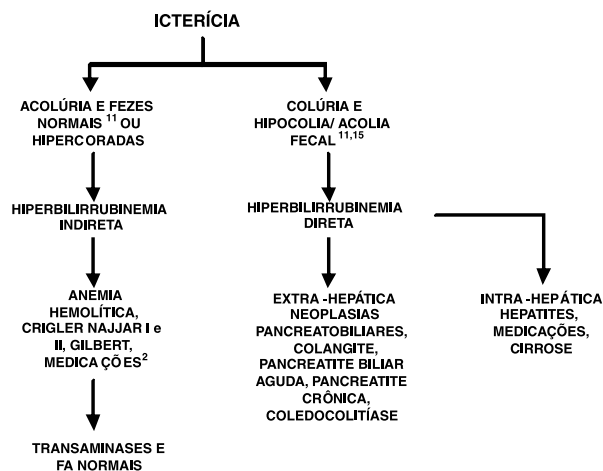 ICTERÍCIA
ACOLÚRIA E FEZES
NORMAIS 11 OU
HIPERCORADAS
COLÚRIA E
HIPOCOLIA/ ACOLIA
FECAL 11,15
HIPERBILIRRUBINEMIA
INDIRETA
HIPERBILIRRUBINEMIA
DIRETA
ANEMIA
HEMOLÍTICA,
CRIGLER NAJJAR I e
II, GILBERT,
MEDICAÇÕES2
EXTRA -HEPÁTICA
NEOPLASIAS
PANCREATOBILIARES,
COLANGITE,
PANCREATITE BILIAR
AGUDA, PANCREATITE
CRÔNICA,
COLEDOCOLITÍASE
INTRA -HEPÁTICA
HEPATITES,
MEDICAÇÕES,
CIRROSE
TRANSAMINASES E
FA NORMAIS